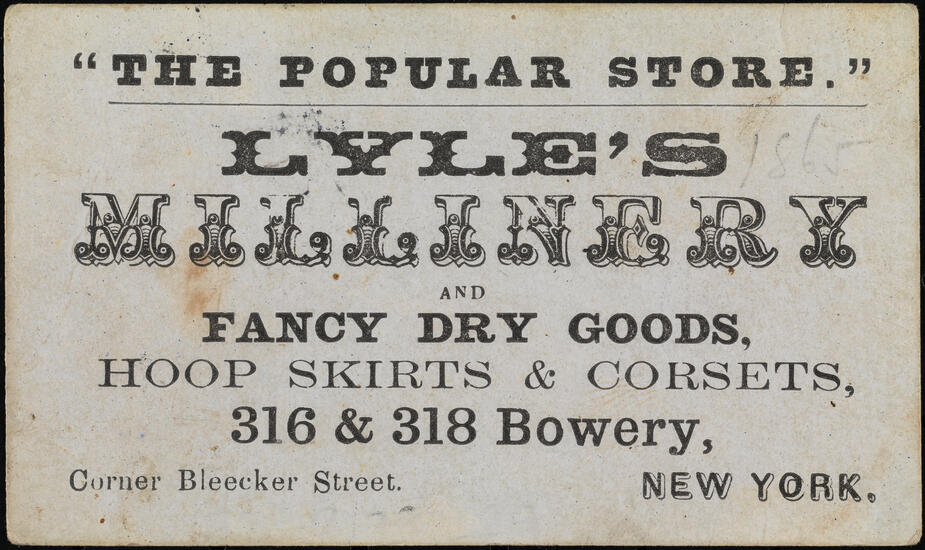 “THE POPULAR STORE.”
LYLE'S
1865
MILLINERY
AND
FANCY DRY GOODS,
HOOP SKIRTS & CORSETS,
316 & 318 Bowery,
Corner Bleecker Street. NEW YORK.